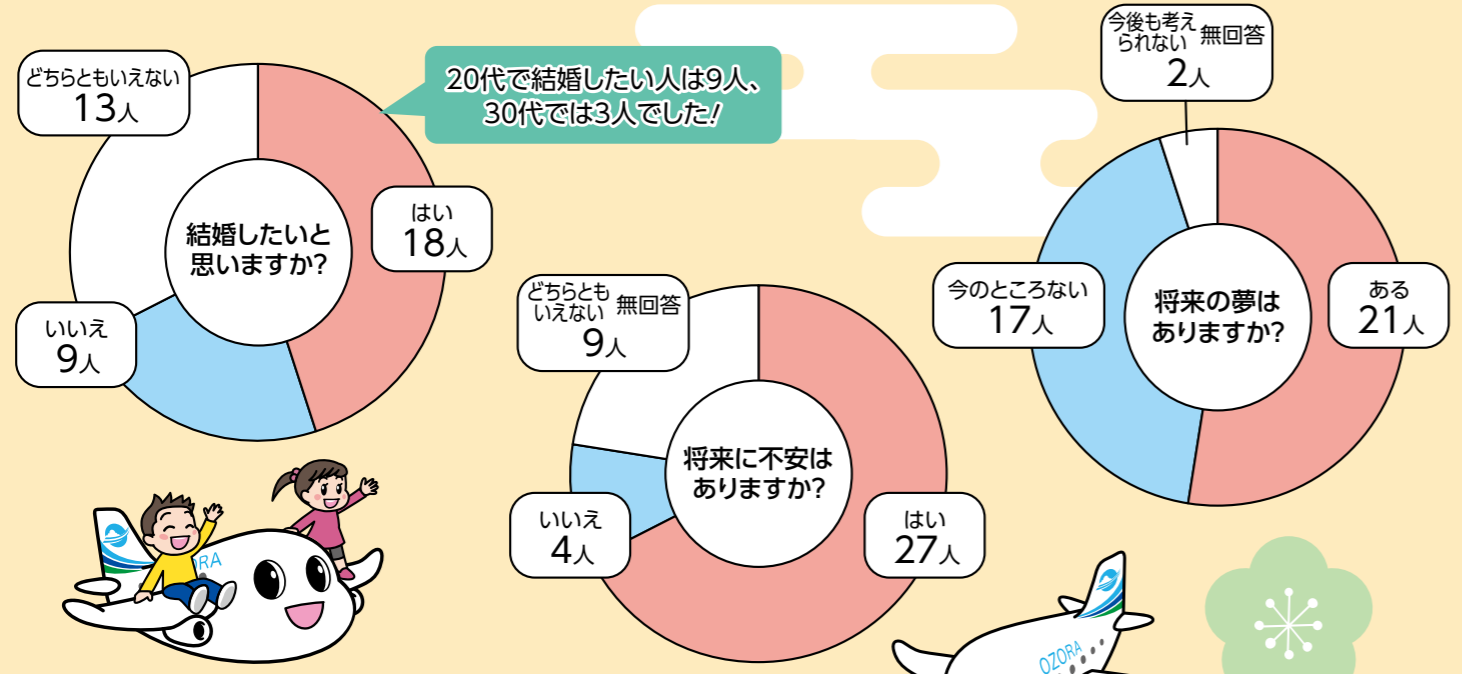 どちらともいえない
13人
20代で結婚したい人は9人、
30代では3人でした!
はい
18人
結婚したいと
思いますか?
いいえ
9人
どちらとも
いえない 無回答
9人
将来に不安は
ありますか?
いいえ
4人
はい
27人
今後も考え
られない 無回答
2人
今のところない
17人
将来の夢は
ありますか?
ある
21人
ORA
OZORA